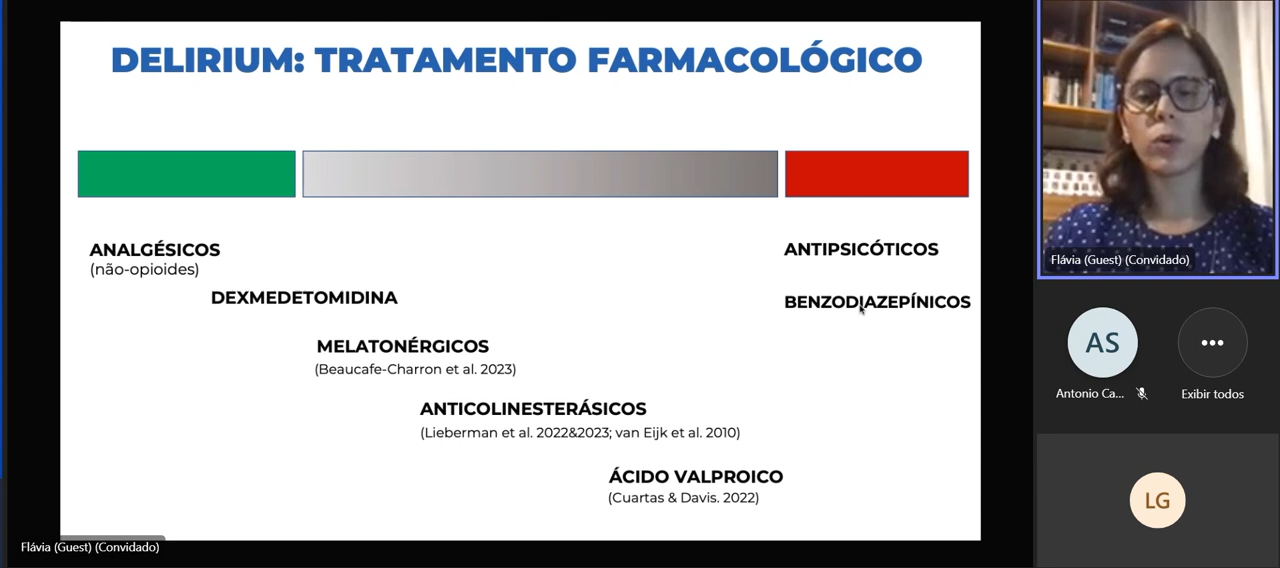 DELIRIUM: TRATAMENTO FARMACOLÓGICO
ANALGÉSICOS
(não-opioides)
DEXMEDETOMIDINA
MELATONÉRGICOS
(Beaucafe-Charron et al. 2023)
ANTICOLINESTERÁSICOS
(Lieberman et al. 2022&2023; van Eijk et al. 2010)
ÁCIDO VALPROICO
(Cuartas & Davis. 2022)
ANTIPSICÓTICOS
BENZODIAZEPÍNICOS
Flávia (Guest) (Convidado)
Flávia (Guest) (Convidado)
AS
Antonio Ca...
Exibir todos
LG